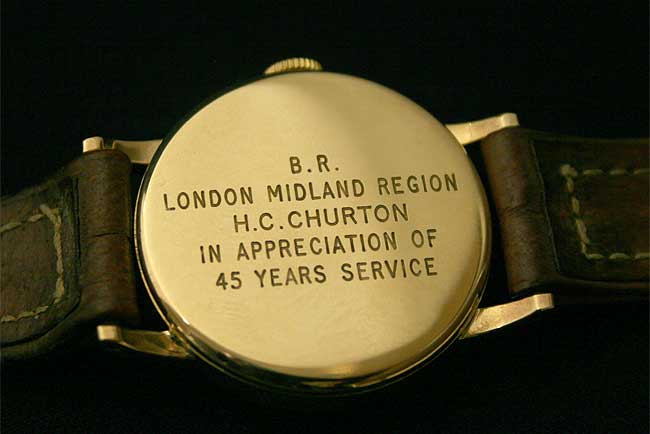 B.R.
LONDON MIDLAND REGION
H.C.CHURTON
IN APPRECIATION OF
45 YEARS SERVICE